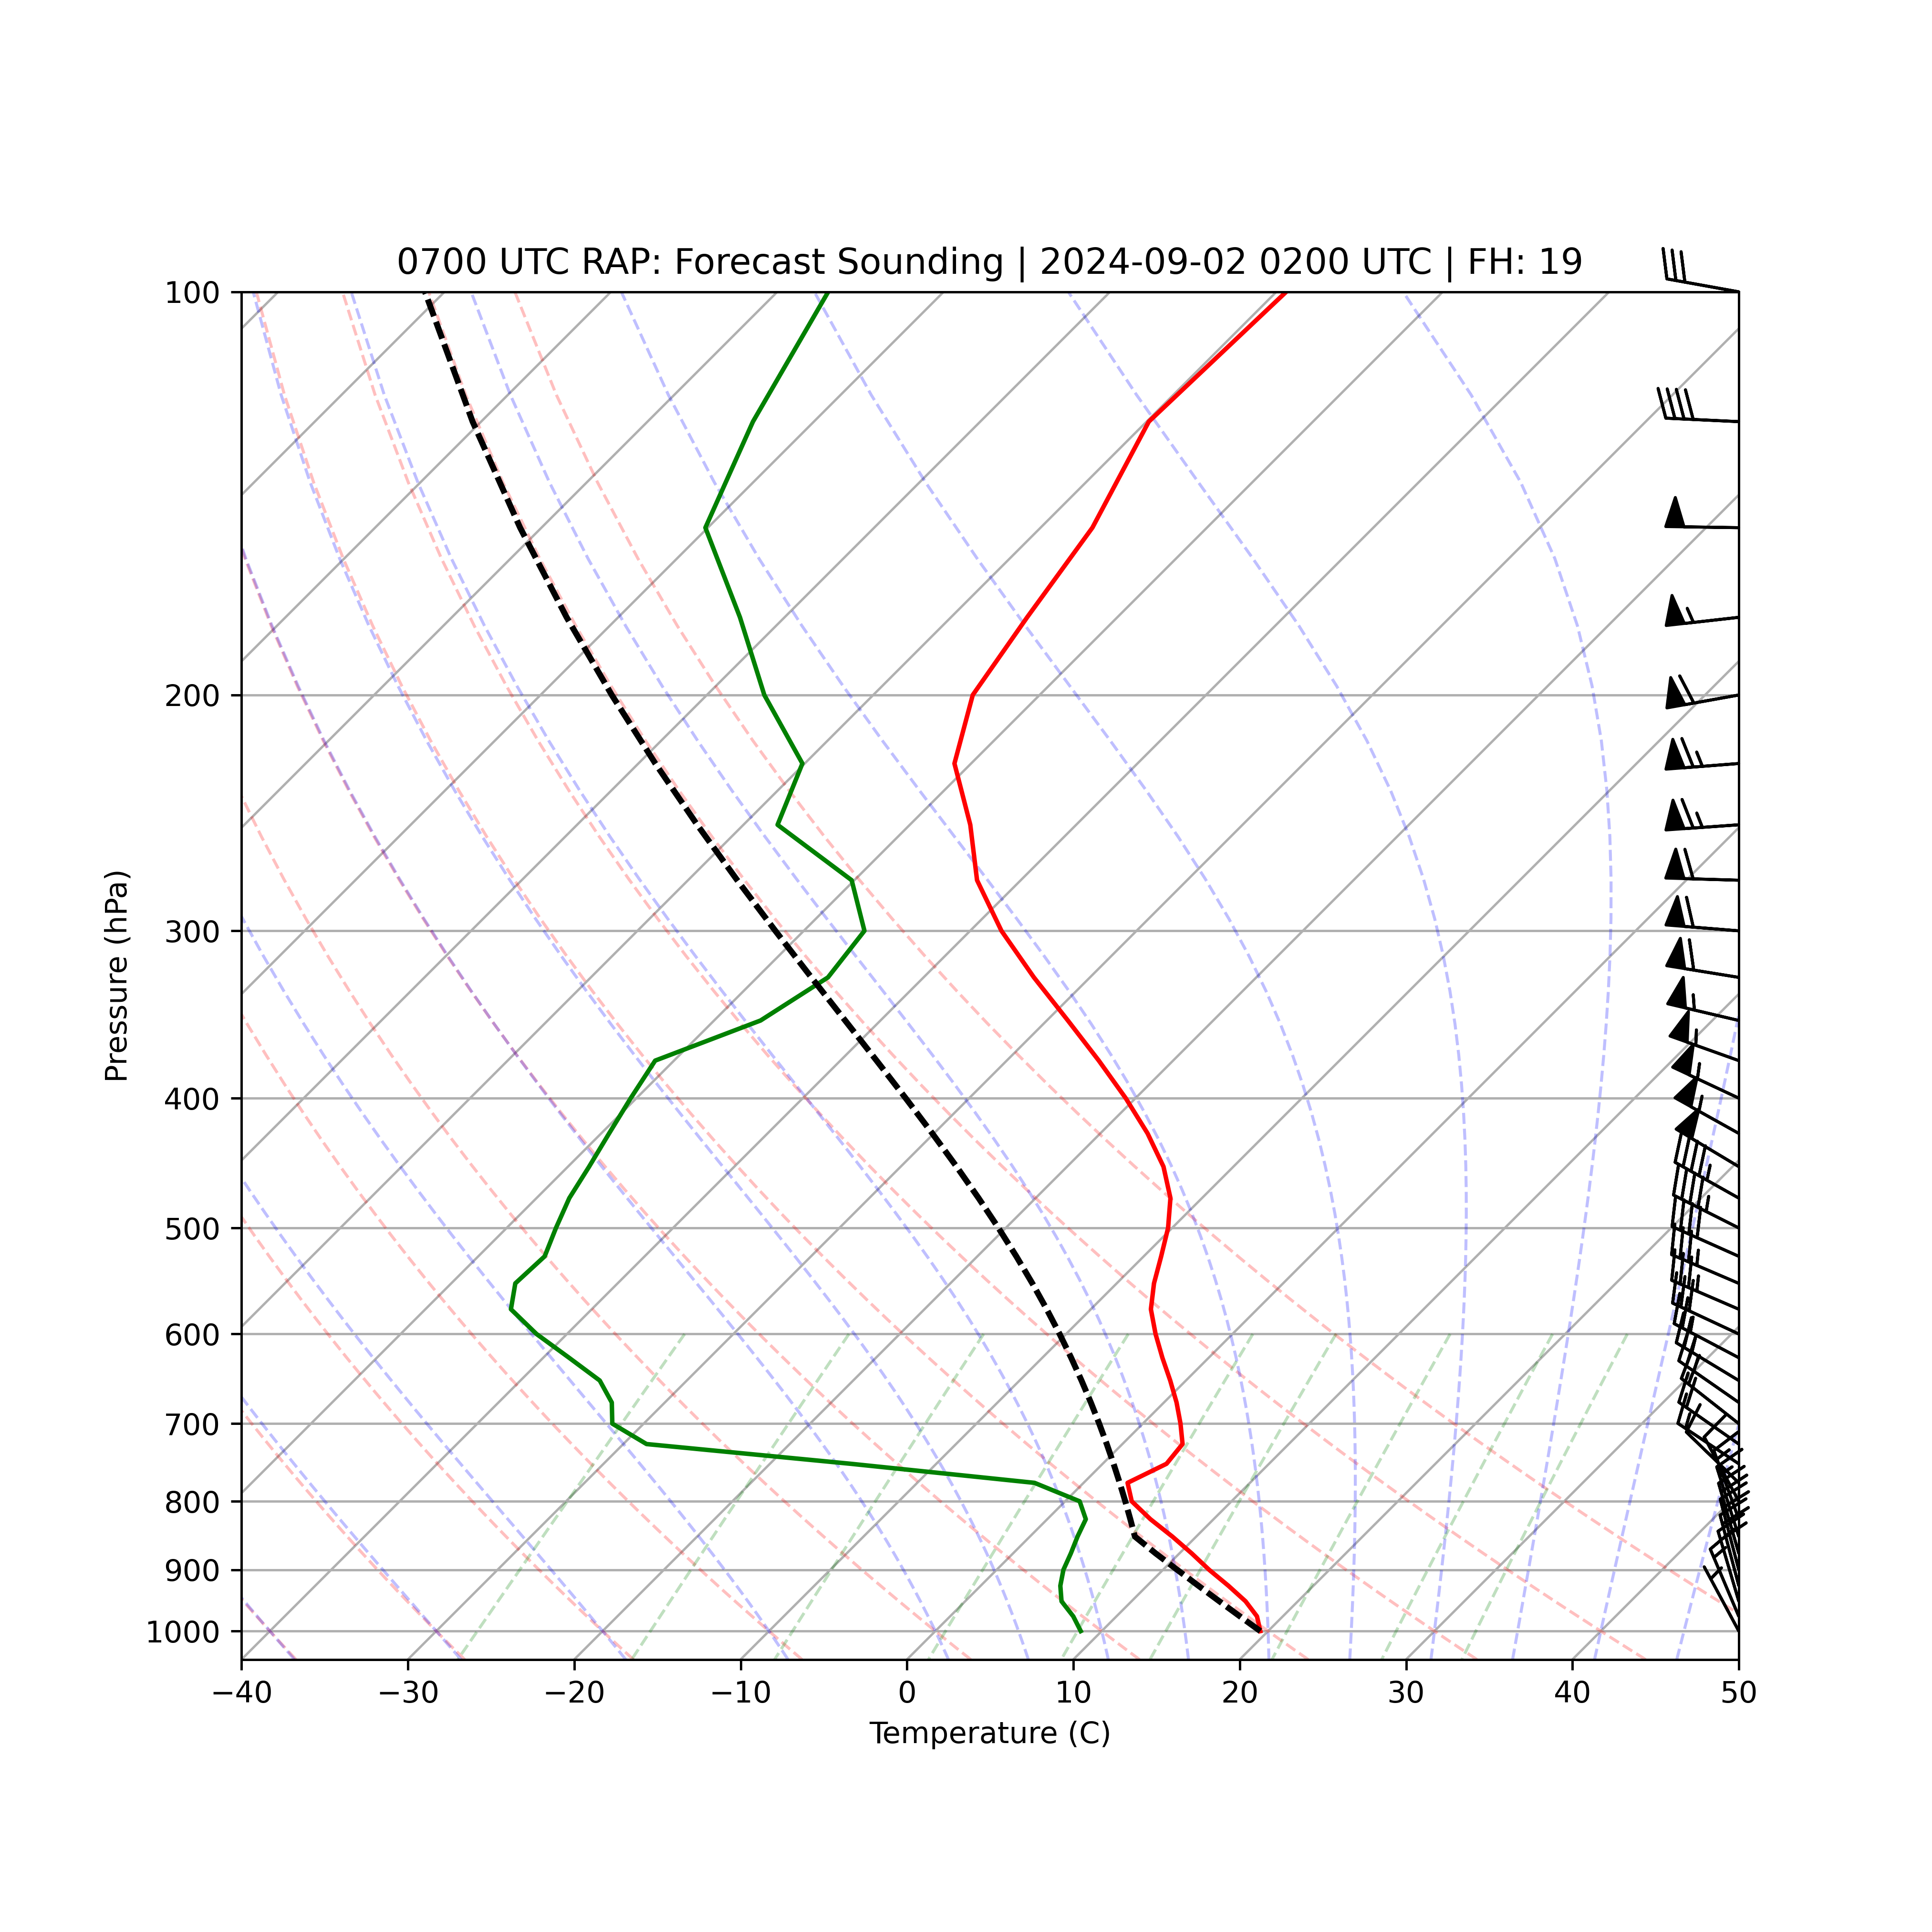 0700 UTC RAP: Forecast Sounding | 2024-09-02 0200 UTC | FH: 19
100
200
300
400
500
600
700
800
900
1000
Pressure (hPa)
−40 −30 −20 −10 0 10 20 30 40 50
Temperature (C)